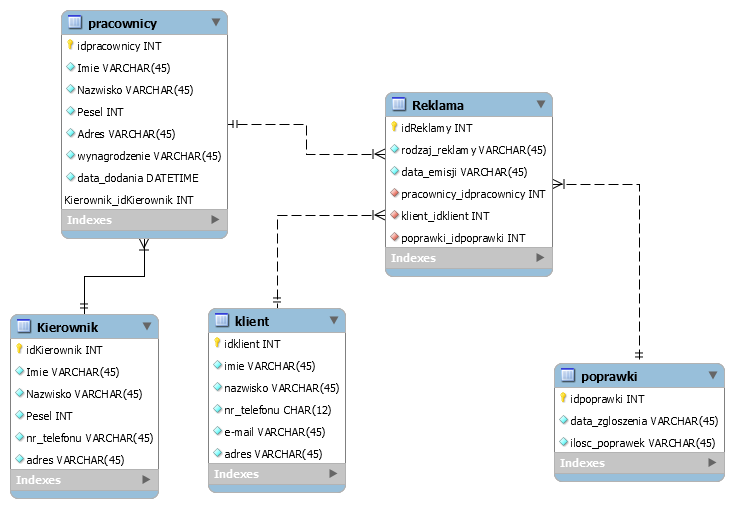 pracownicy
idpracownicy INT
Imie VARCHAR(45)
Nazwisko VARCHAR(45)
Pesel INT
Adres VARCHAR(45)
wynagrodzenie VARCHAR(45)
data_dodania DATETIME
Kierownik_idKierownik INT
Indexes
Reklama
idReklamy INT
rodzaj_reklamy VARCHAR(45)
data_emisji VARCHAR(45)
pracownicy_idpracownicy INT
klient_idklient INT
poprawki_idpoprawki INT
Indexes
Kierownik
idKierownik INT
Imie VARCHAR(45)
Nazwisko VARCHAR(45)
Pesel INT
nr_telefonu VARCHAR(45)
adres VARCHAR(45)
Indexes
klient
idklient INT
imie VARCHAR(45)
nazwisko VARCHAR(45)
nr_telefonu CHAR(12)
e-mail VARCHAR(45)
adres VARCHAR(45)
Indexes
poprawki
idpoprawki INT
data_zgloszenia VARCHAR(45)
ilosc_poprawek VARCHAR(45)
Indexes